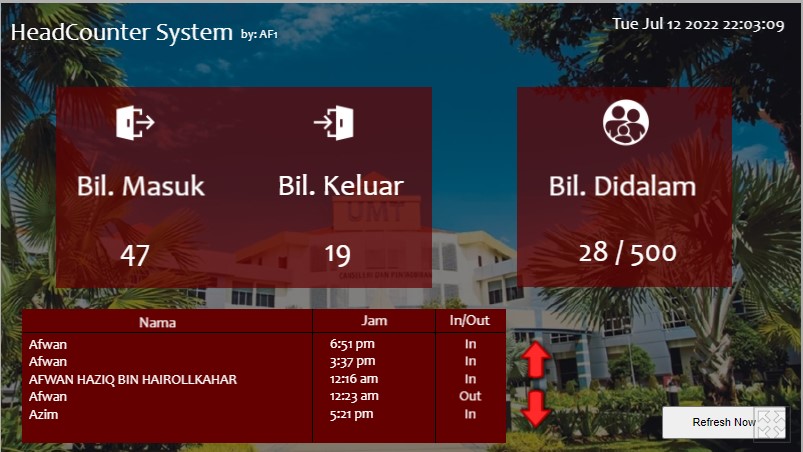 HeadCounter System by: AF1
Tue Jul 12 2022 22:03:09
Bil. Masuk
Bil. Keluar
Bil. Didalam
47
19
28 / 500
UMT
Nama Jam In/Out
Afwan 6:51 pm In
Afwan 3:37 pm In
AFWAN HAZIQ BIN HAIROLLKAHAR 12:16 am In
Afwan 12:23 am Out
Azim 5:21 pm In
Refresh Now